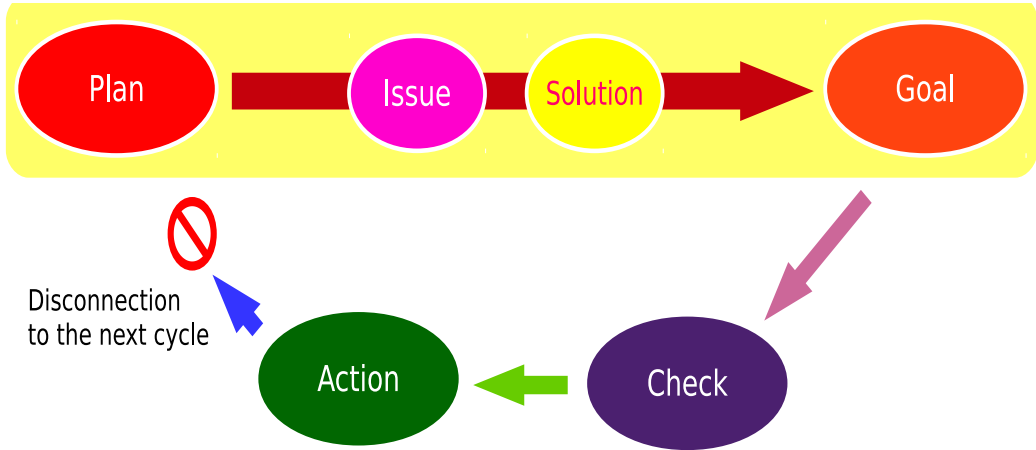 Plan
Issue
Solution
Goal
Disconnection
to the next cycle
Action
Check